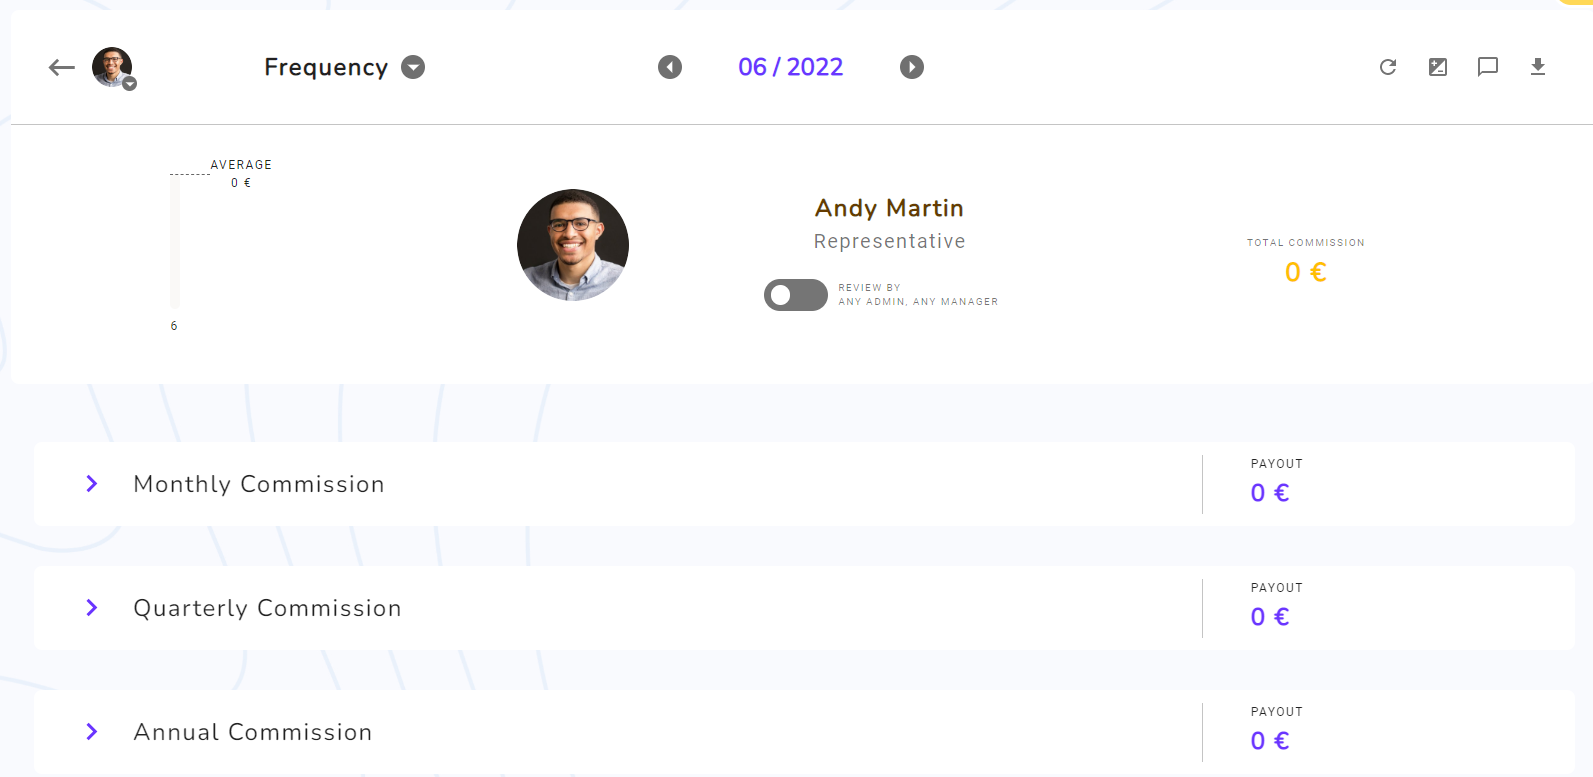 Frequency
06 / 2022
AVERAGE
0 €
6
Andy Martin
Representative
REVIEW BY
ANY ADMIN, ANY MANAGER
TOTAL COMMISSION
0 €
Monthly Commission
PAYOUT
0 €
Quarterly Commission
PAYOUT
0 €
Annual Commission
PAYOUT
0 €